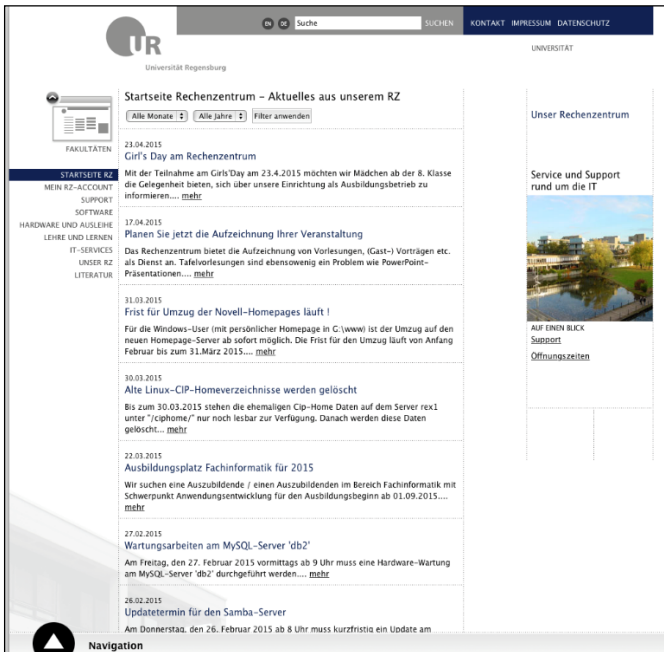 EN DE Suche SUCHEN KONTAKT IMPRESSUM DATENSCHUTZ
UR
Universität Regensburg
UNIVERSITÄT
FAKULTÄTEN
STARTSEITE RZ
MEIN RZ-ACCOUNT
SUPPORT
SOFTWARE
HARDWARE UND AUSLEIHE
LEHRE UND LERNEN
IT-SERVICES
UNSER RZ
LITERATUR
Startseite Rechenzentrum - Aktuelles aus unserem RZ
Alle Monate Alle Jahre Filter anwenden
23.04.2015
Girl's Day am Rechenzentrum
Mit der Teilnahme am Girls'Day am 23.4.2015 möchten wir Mädchen ab der 8. Klasse
die Gelegenheit bieten, sich über unsere Einrichtung als Ausbildungsbetrieb zu
informieren.... mehr
17.04.2015
Planen Sie jetzt die Aufzeichnung Ihrer Veranstaltung
Das Rechenzentrum bietet die Aufzeichnung von Vorlesungen, (Gast-) Vorträgen etc.
als Dienst an. Tafelvorlesungen sind ebensowenig ein Problem wie PowerPoint-
Präsentationen.... mehr
31.03.2015
Frist für Umzug der Novell-Homepages läuft !
Für die Windows-User (mit persönlicher Homepage in G:\www) ist der Umzug auf den
neuen Homepage-Server ab sofort möglich. Die Frist für den Umzug läuft von Anfang
Februar bis zum 31.März 2015.... mehr
30.03.2015
Alte Linux-CIP-Homeverzeichnisse werden gelöscht
Bis zum 30.03.2015 stehen die ehemaligen Cip-Home Daten auf dem Server rex1
unter "/ciphome/" nur noch lesbar zur Verfügung. Danach werden diese Daten
gelöscht... mehr
22.03.2015
Ausbildungsplatz Fachinformatik für 2015
Wir suchen eine Auszubildende / einen Auszubildenden im Bereich Fachinformatik mit
Schwerpunkt Anwendungsentwicklung für den Ausbildungsbeginn ab 01.09.2015....
mehr
27.02.2015
Wartungsarbeiten am MySQL-Server 'db2'
Am Freitag, den 27. Februar 2015 vormittags ab 9 Uhr muss eine Hardware-Wartung
am MySQL-Server 'db2' durchgeführt werden.... mehr
26.02.2015
Updatetermin für den Samba-Server
Am Donnerstag, den 26. Februar 2015 ab 8 Uhr muss kurzfristig ein Update am
Unser Rechenzentrum
Service und Support
rund um die IT
AUF EINEN BLICK
Support
Öffnungszeiten
Navigation